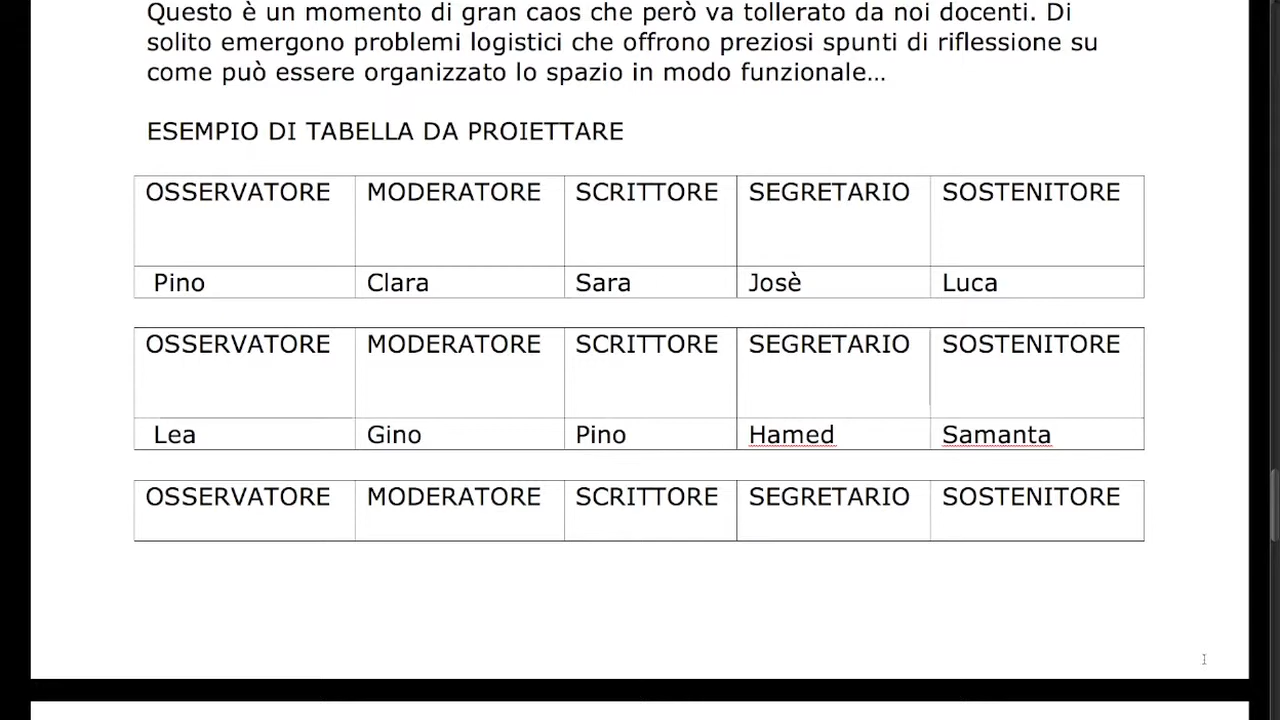 Questo è un momento di gran caos che però va tollerato da noi docenti. Di
solito emergono problemi logistici che offrono preziosi spunti di riflessione su
come può essere organizzato lo spazio in modo funzionale…
ESEMPIO DI TABELLA DA PROIETTARE
OSSERVATORE MODERATORE SCRITTORE SEGRETARIO SOSTENITORE
Pino Clara Sara Josè Luca
OSSERVATORE MODERATORE SCRITTORE SEGRETARIO SOSTENITORE
Lea Gino Pino Hamed Samanta
OSSERVATORE MODERATORE SCRITTORE SEGRETARIO SOSTENITORE